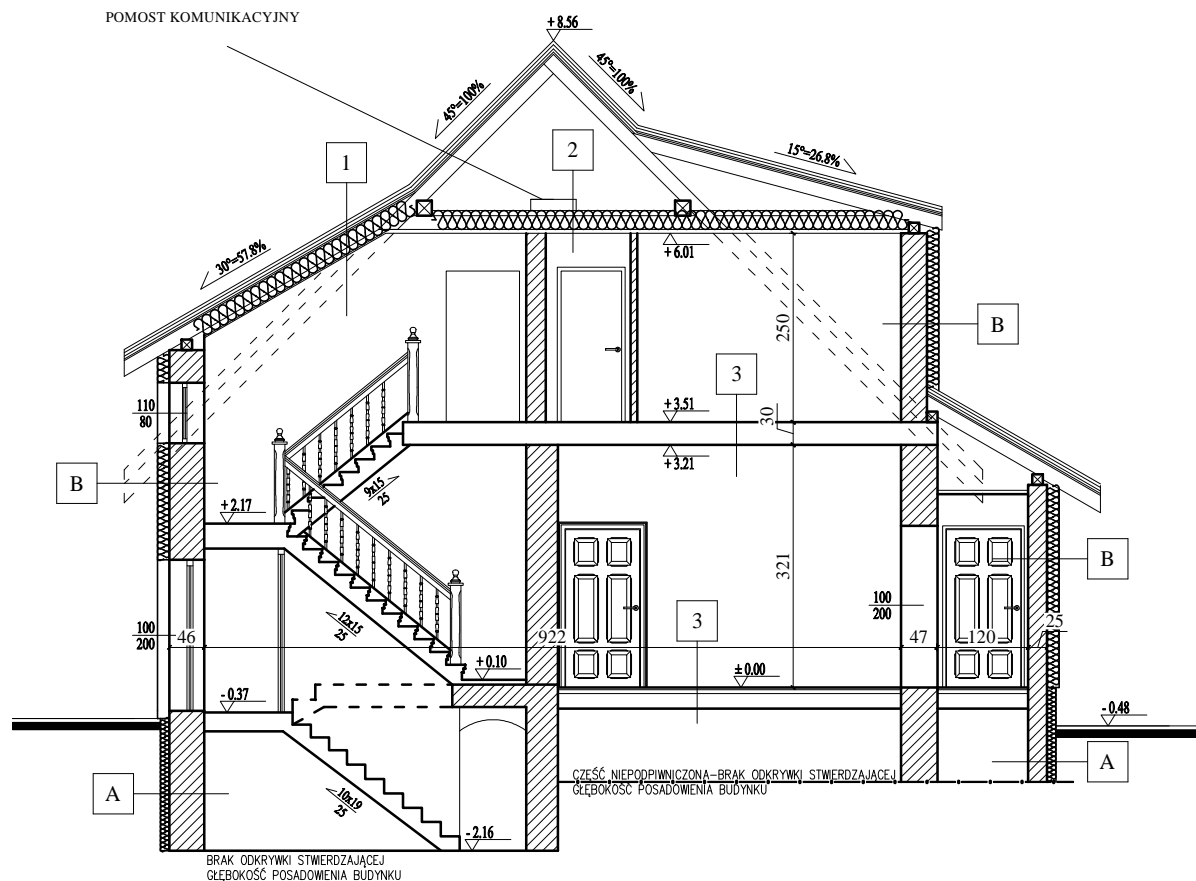 POMOST KOMUNIKACYJNY
+ 8.56
45°=100%
45°=100%
1
2
15°=26.8%
30°=57.8%
+ 6.01
250
B
3
110
80
+ 3.51
30
+ 3.21
B
9x15
25
+ 2.17
B
321
100
200
100
200
3
12x15
25
46
922
47
120
25
+ 0.10
± 0.00
- 0.37
- 0.48
A
A
CZĘŚĆ NIEPODPIWNICZONA-BRAK ODKRYWKI STWIERDZAJĄCEJ
GŁĘBOKOŚĆ POSADOWIENIA BUDYNKU
10x19
25
- 2.16
BRAK ODKRYWKI STWIERDZAJĄCEJ
GŁĘBOKOŚĆ POSADOWIENIA BUDYNKU